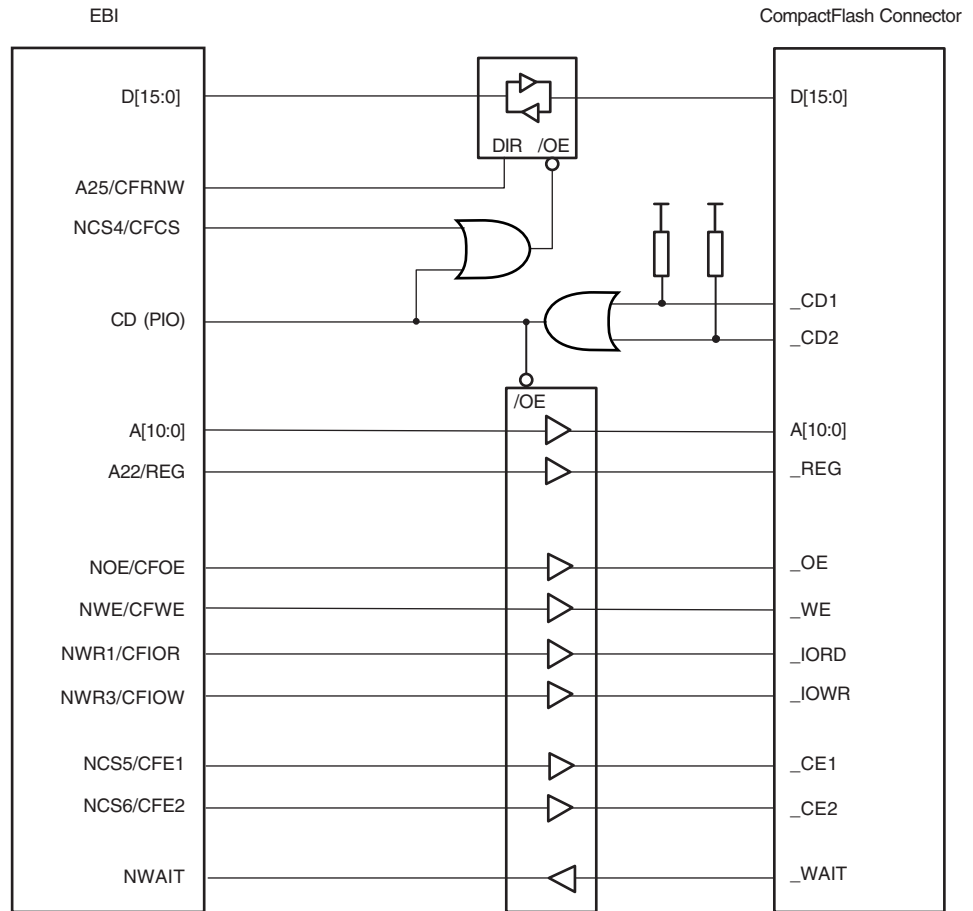 EBI CompactFlash Connector
D[15:0] D[15:0]
DIR /OE
A25/CFRNW
NCS4/CFCS
_CD1
CD (PIO)
_CD2
/OE
A[10:0] A[10:0]
A22/REG _REG
NOE/CFOE _OE
NWE/CFWE _WE
NWR1/CFIOR _IORD
NWR3/CFIOW _IOWR
NCS5/CFE1 _CE1
NCS6/CFE2 _CE2
NWAIT _WAIT